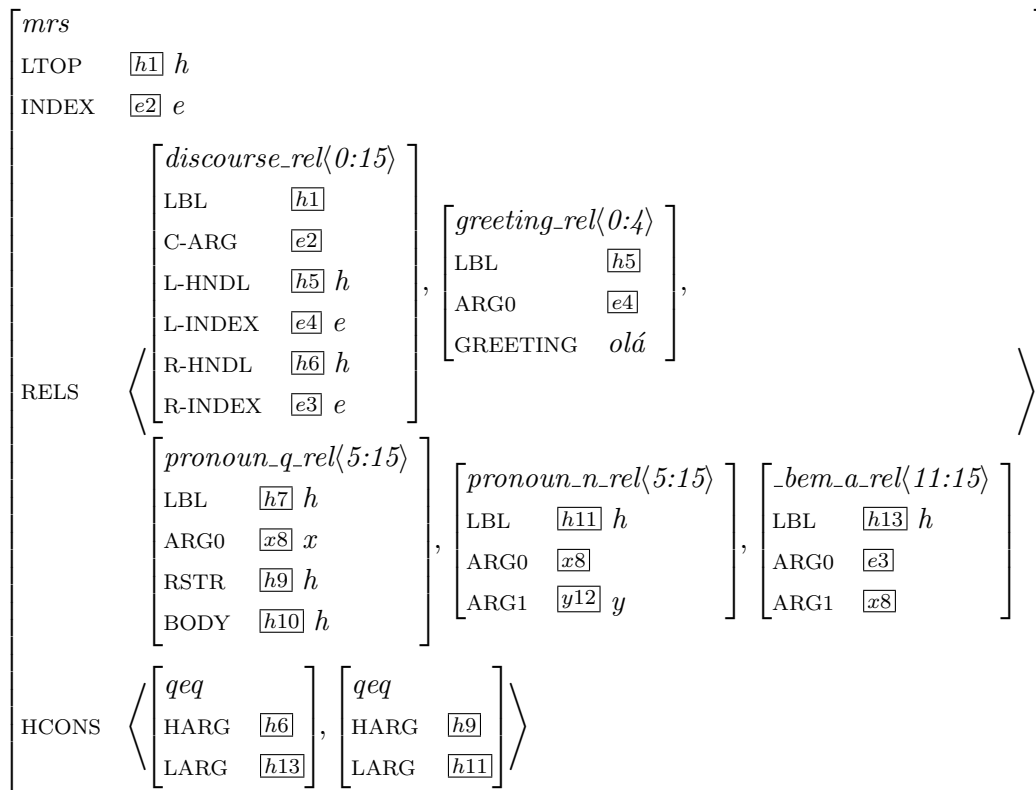 mrs
LTOP h1 h
INDEX e2 e
RELS
discourse_rel⟨0:15⟩
LBL h1
C-ARG e2
L-HNDL h5 h
L-INDEX e4 e
R-HNDL h6 h
R-INDEX e3 e
,
greeting_rel⟨0:4⟩
LBL h5
ARG0 e4
GREETING olá
,
pronoun_q_rel⟨5:15⟩
LBL h7 h
ARG0 x8 x
RSTR h9 h
BODY h10 h
,
pronoun_n_rel⟨5:15⟩
LBL h11 h
ARG0 x8
ARG1 y12 y
,
_bem_a_rel⟨11:15⟩
LBL h13 h
ARG0 e3
ARG1 x8
HCONS
qeq
HARG h6
LARG h13
,
qeq
HARG h9
LARG h11